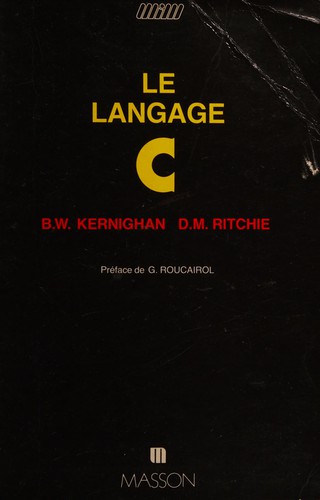 LE
LANGAGE
C
B.W. KERNIGHAN D.M. RITCHIE
Préface de G. ROUCAIROL
m
MASSON